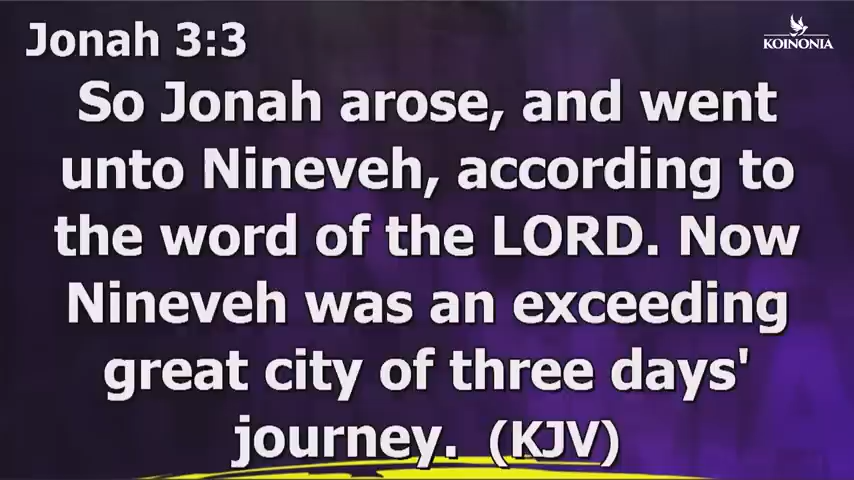 Jonah 3:3
KOINONIA
So Jonah arose, and went
unto Nineveh, according to
the word of the LORD. Now
Nineveh was an exceeding
great city of three days'
journey. (KJV)